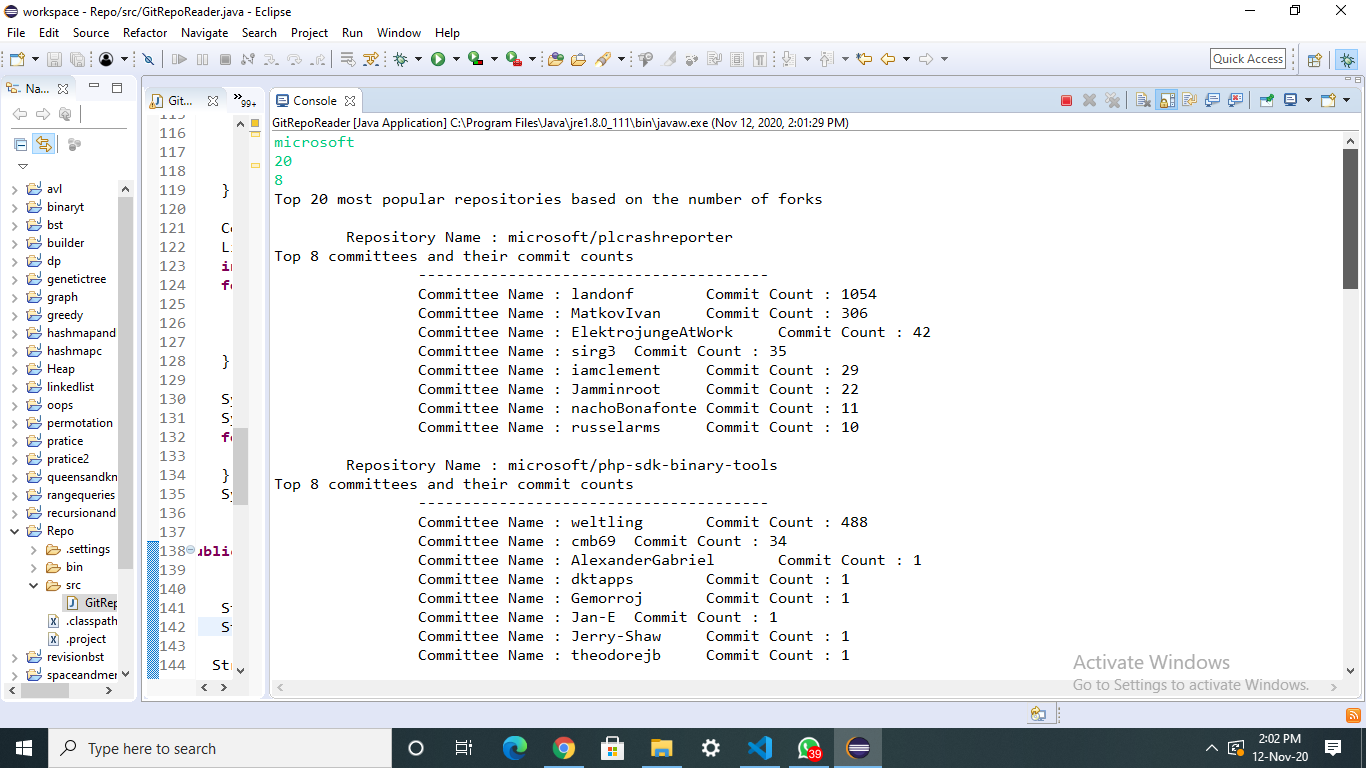 workspace - Repo/src/GitRepoReader.java - Eclipse
File Edit Source Refactor Navigate Search Project Run Window Help
Quick Access
Na...
Git...
99+
Console
GitRepoReader [Java Application] C:\Program Files\Java\jre1.8.0_111\bin\javaw.exe (Nov 12, 2020, 2:01:29 PM)
avl
binaryt
bst
builder
dp
genetictree
graph
greedy
hashmapand
hashmapc
Heap
linkedlist
oops
permotation
pratice
pratice2
queensandkn
rangequeries
recursionand
Repo
.settings
bin
src
GitRep
.classpath
.project
revisionbst
spaceandmer
115
116
117
118
119 }
120
121 Co
122 Li
123 in
124 fo
125
126
127
128 }
129
130 Sy
131 Sy
132 fo
133
134 }
135 Sy
136
137
138 ublic
139
140
141 St
142 St
143
144 Str
microsoft
20
8
Top 20 most popular repositories based on the number of forks
Repository Name : microsoft/plcrashreporter
Top 8 committees and their commit counts
---------------------------------------
Committee Name : landonf Commit Count : 1054
Committee Name : MatkovIvan Commit Count : 306
Committee Name : ElektrojungeAtWork Commit Count : 42
Committee Name : sirg3 Commit Count : 35
Committee Name : iamclement Commit Count : 29
Committee Name : Jamminroot Commit Count : 22
Committee Name : nachoBonafonte Commit Count : 11
Committee Name : russelarms Commit Count : 10
Repository Name : microsoft/php-sdk-binary-tools
Top 8 committees and their commit counts
---------------------------------------
Committee Name : weltling Commit Count : 488
Committee Name : cmb69 Commit Count : 34
Committee Name : AlexanderGabriel Commit Count : 1
Committee Name : dktapps Commit Count : 1
Committee Name : Gemorroj Commit Count : 1
Committee Name : Jan-E Commit Count : 1
Committee Name : Jerry-Shaw Commit Count : 1
Committee Name : theodorejb Commit Count : 1
Activate Windows
Go to Settings to activate Windows.
Type here to search
39
2:02 PM
12-Nov-20